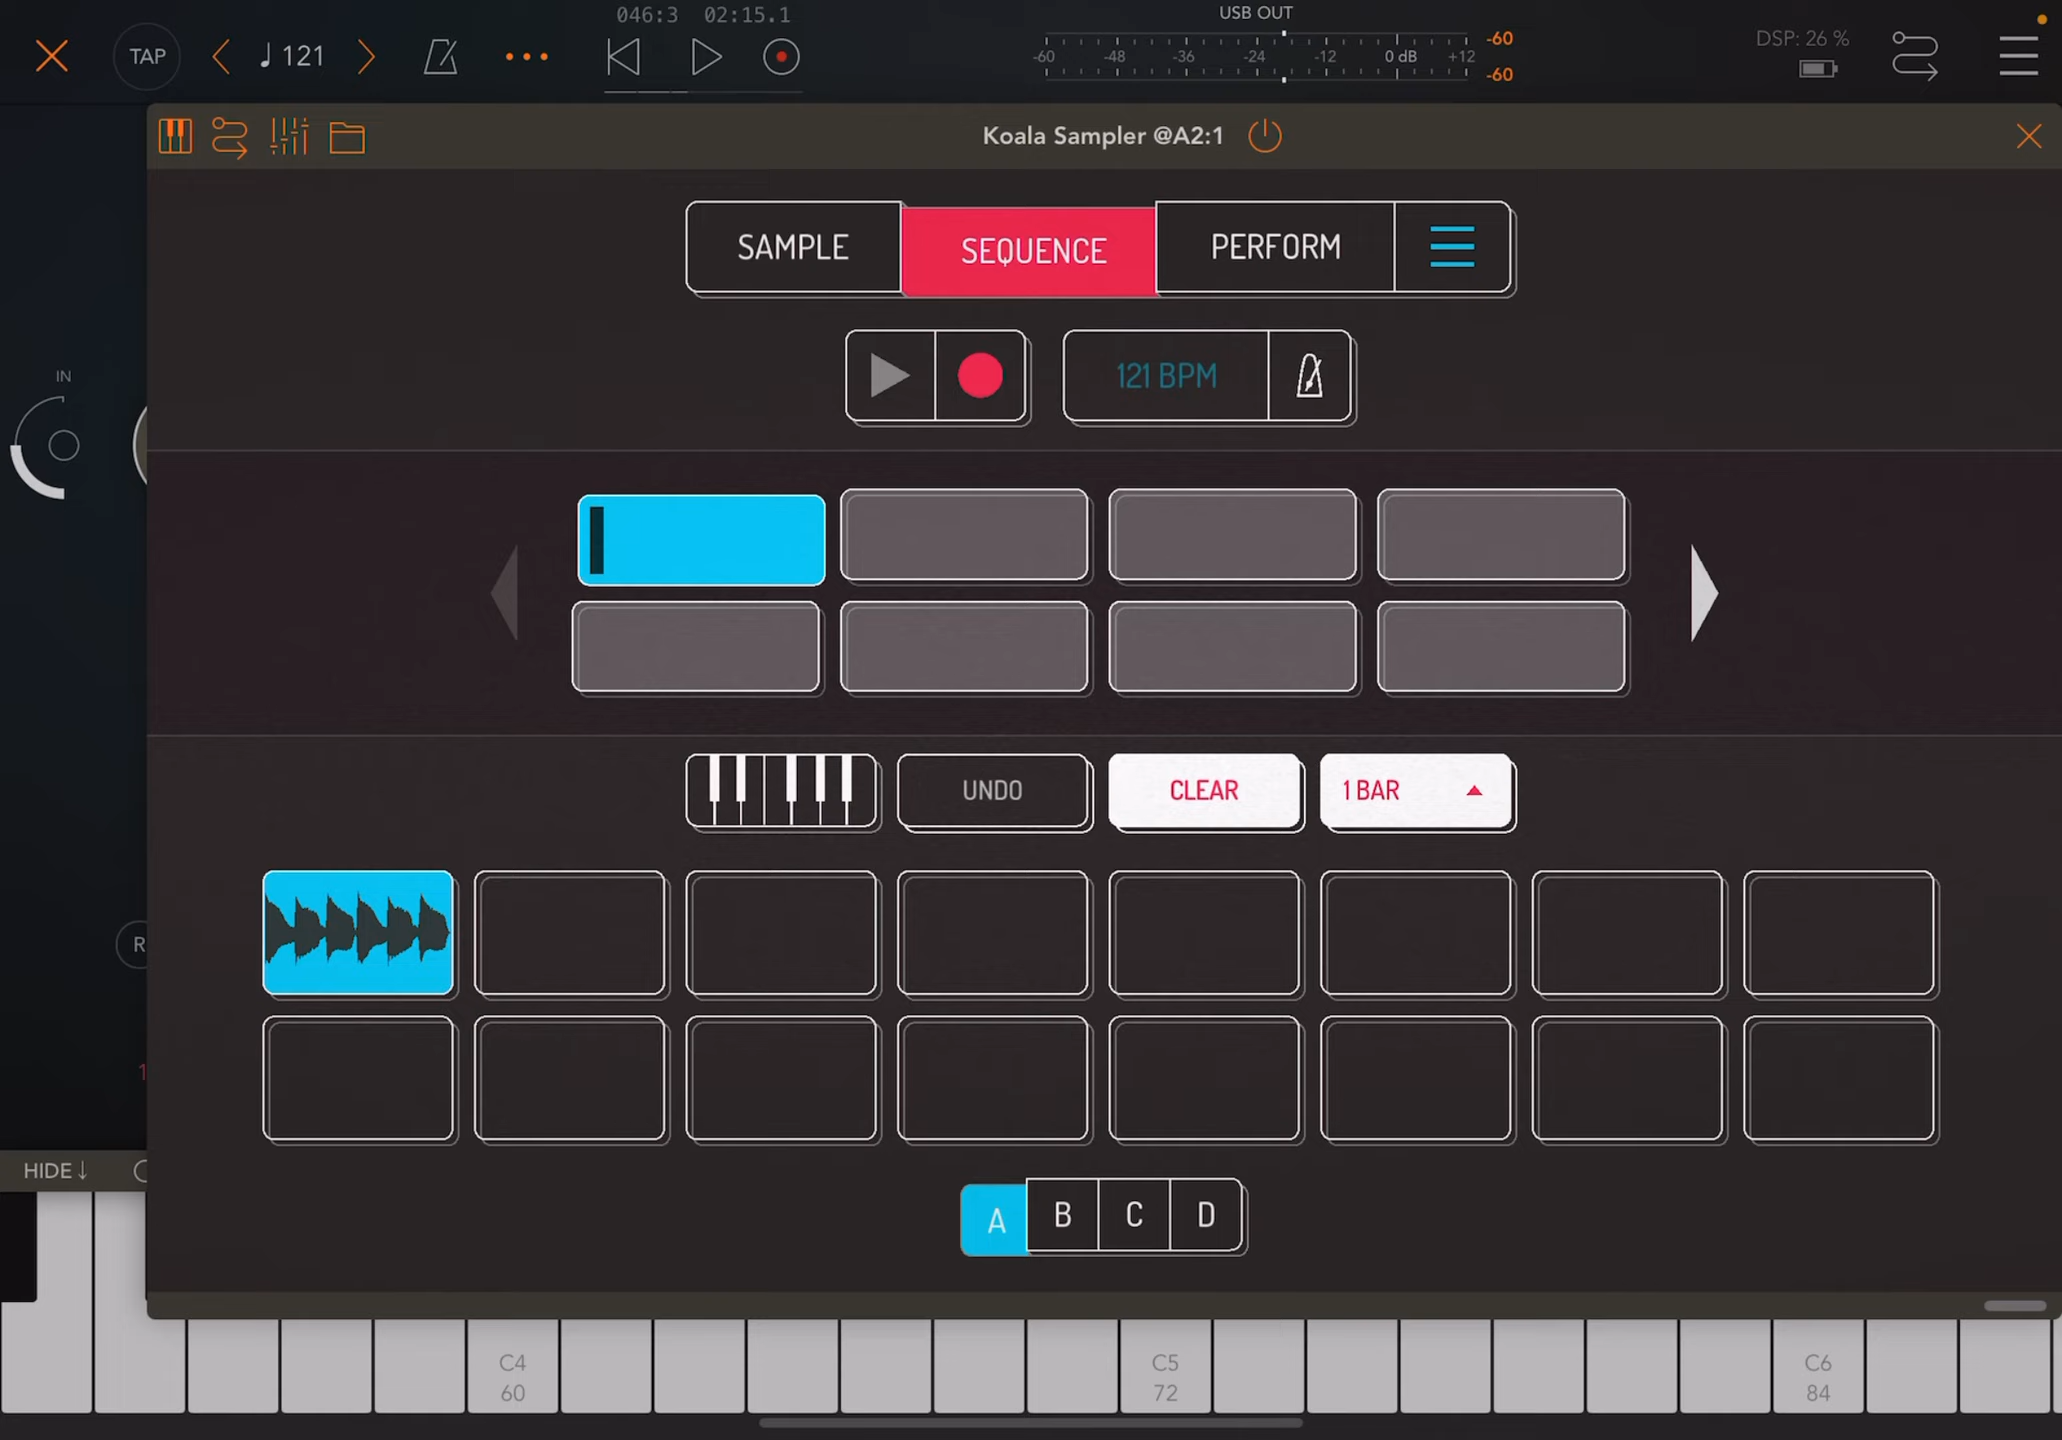 046:3 02:15.1 USB OUT
TAP 121 -60 -48 -36 -24 -12 0 dB +12 -60 -60 DSP: 26 %
Koala Sampler @A2:1
SAMPLE SEQUENCE PERFORM
IN
121 BPM
UNDO CLEAR 1 BAR
R
1
HIDE↓
A B C D
C4 C5 C6
60 72 84